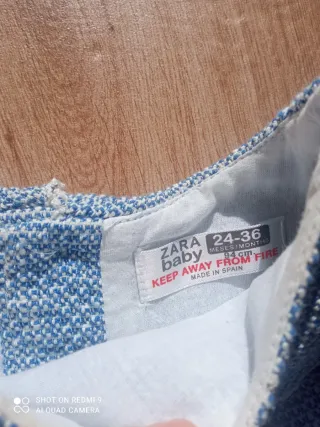 ZARA
baby
24-36
MESES/MONTHS
94 cm
KEEP AWAY FROM FIRE
MADE IN SPAIN
SHOT ON REDMI 7
AI DUAL CAMERA